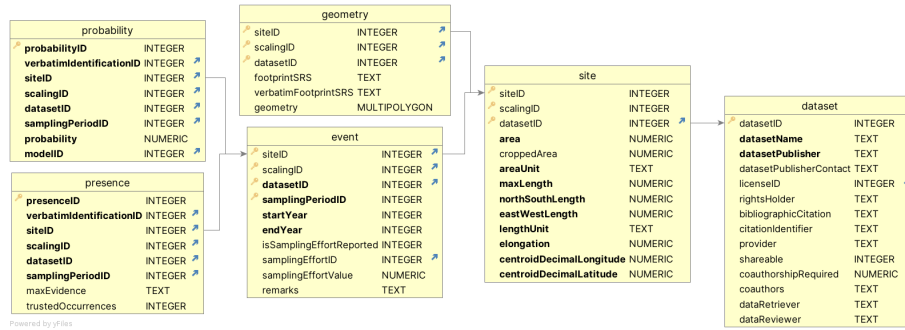 probability
probabilityID INTEGER
verbatimIdentificationID INTEGER
siteID INTEGER
scalingID INTEGER
datasetID INTEGER
samplingPeriodID INTEGER
probability NUMERIC
modelID INTEGER
presence
presenceID INTEGER
verbatimIdentificationID INTEGER
siteID INTEGER
scalingID INTEGER
datasetID INTEGER
samplingPeriodID INTEGER
maxEvidence TEXT
trustedOccurrences INTEGER
geometry
siteID INTEGER
scalingID INTEGER
datasetID INTEGER
footprintSRS TEXT
verbatimFootprintSRS TEXT
geometry MULTIPOLYGON
event
siteID INTEGER
scalingID INTEGER
datasetID INTEGER
samplingPeriodID INTEGER
startYear INTEGER
endYear INTEGER
isSamplingEffortReported INTEGER
samplingEffortID INTEGER
samplingEffortValue NUMERIC
remarks TEXT
site
siteID INTEGER
scalingID INTEGER
datasetID INTEGER
area NUMERIC
croppedArea NUMERIC
areaUnit TEXT
maxLength NUMERIC
northSouthLength NUMERIC
eastWestLength NUMERIC
lengthUnit TEXT
elongation NUMERIC
centroidDecimalLongitude NUMERIC
centroidDecimalLatitude NUMERIC
dataset
datasetID INTEGER
datasetName TEXT
datasetPublisher TEXT
datasetPublisherContact TEXT
licenseID INTEGER
rightsHolder TEXT
bibliographicCitation TEXT
citationIdentifier TEXT
provider TEXT
shareable INTEGER
coauthorshipRequired NUMERIC
coauthors TEXT
dataRetriever TEXT
dataReviewer TEXT
Powered by yFiles